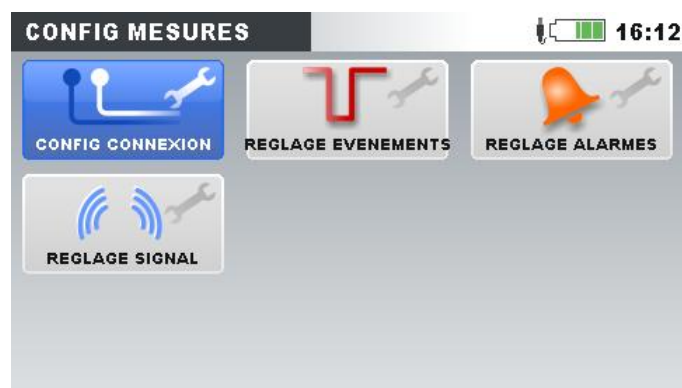 CONFIG MESURES
16:12
CONFIG CONNEXION
REGLAGE EVENEMENTS
REGLAGE ALARMES
REGLAGE SIGNAL